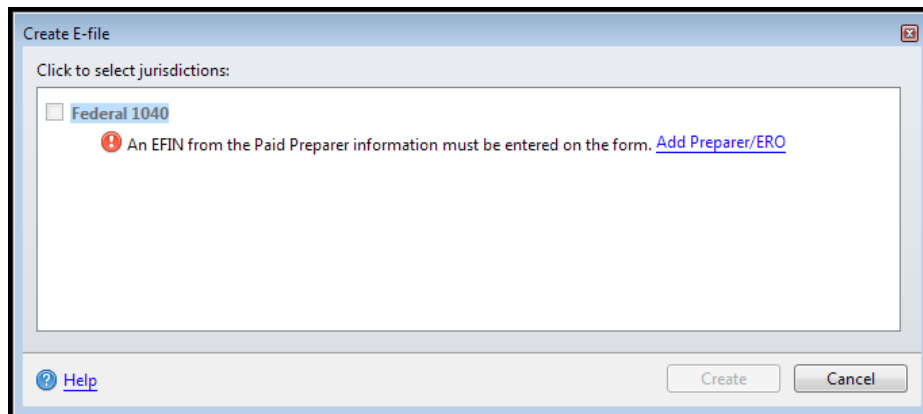 Create E-file
Click to select jurisdictions:
Federal 1040
An EFIN from the Paid Preparer information must be entered on the form. Add Preparer/ERO
Help
Create
Cancel